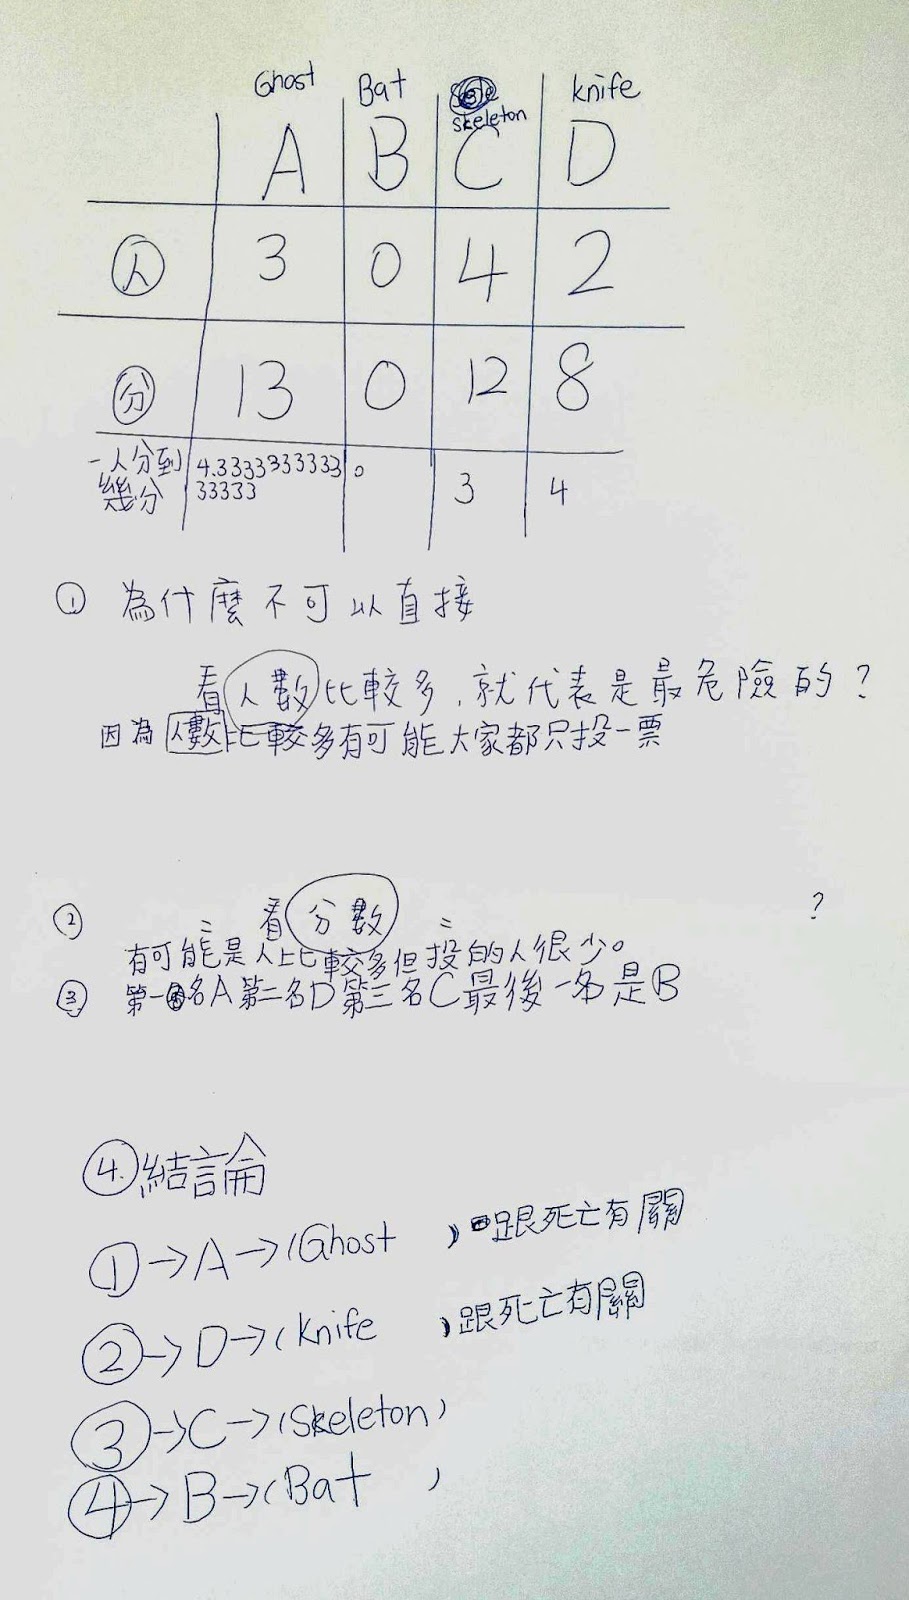 Ghost Bat skeleton knife
A B C D
人 3 0 4 2
分 13 0 12 8
一人分到 4.3333333333 0 3 4
幾分 33333
① 為什麼不可以直接
看人數比較多,就代表是最危險的?
因為人數比較多有可能大家都只投一票
② 〃 看分數 〃 ?
有可能是人比較多但投的人很少。
③ 第一名A第二名D第三名C最後一名是B
④.結論
①→A→(Ghost )跟死亡有關
②→D→(knife )跟死亡有關
③→C→(Skeleton)
④→B→(Bat )